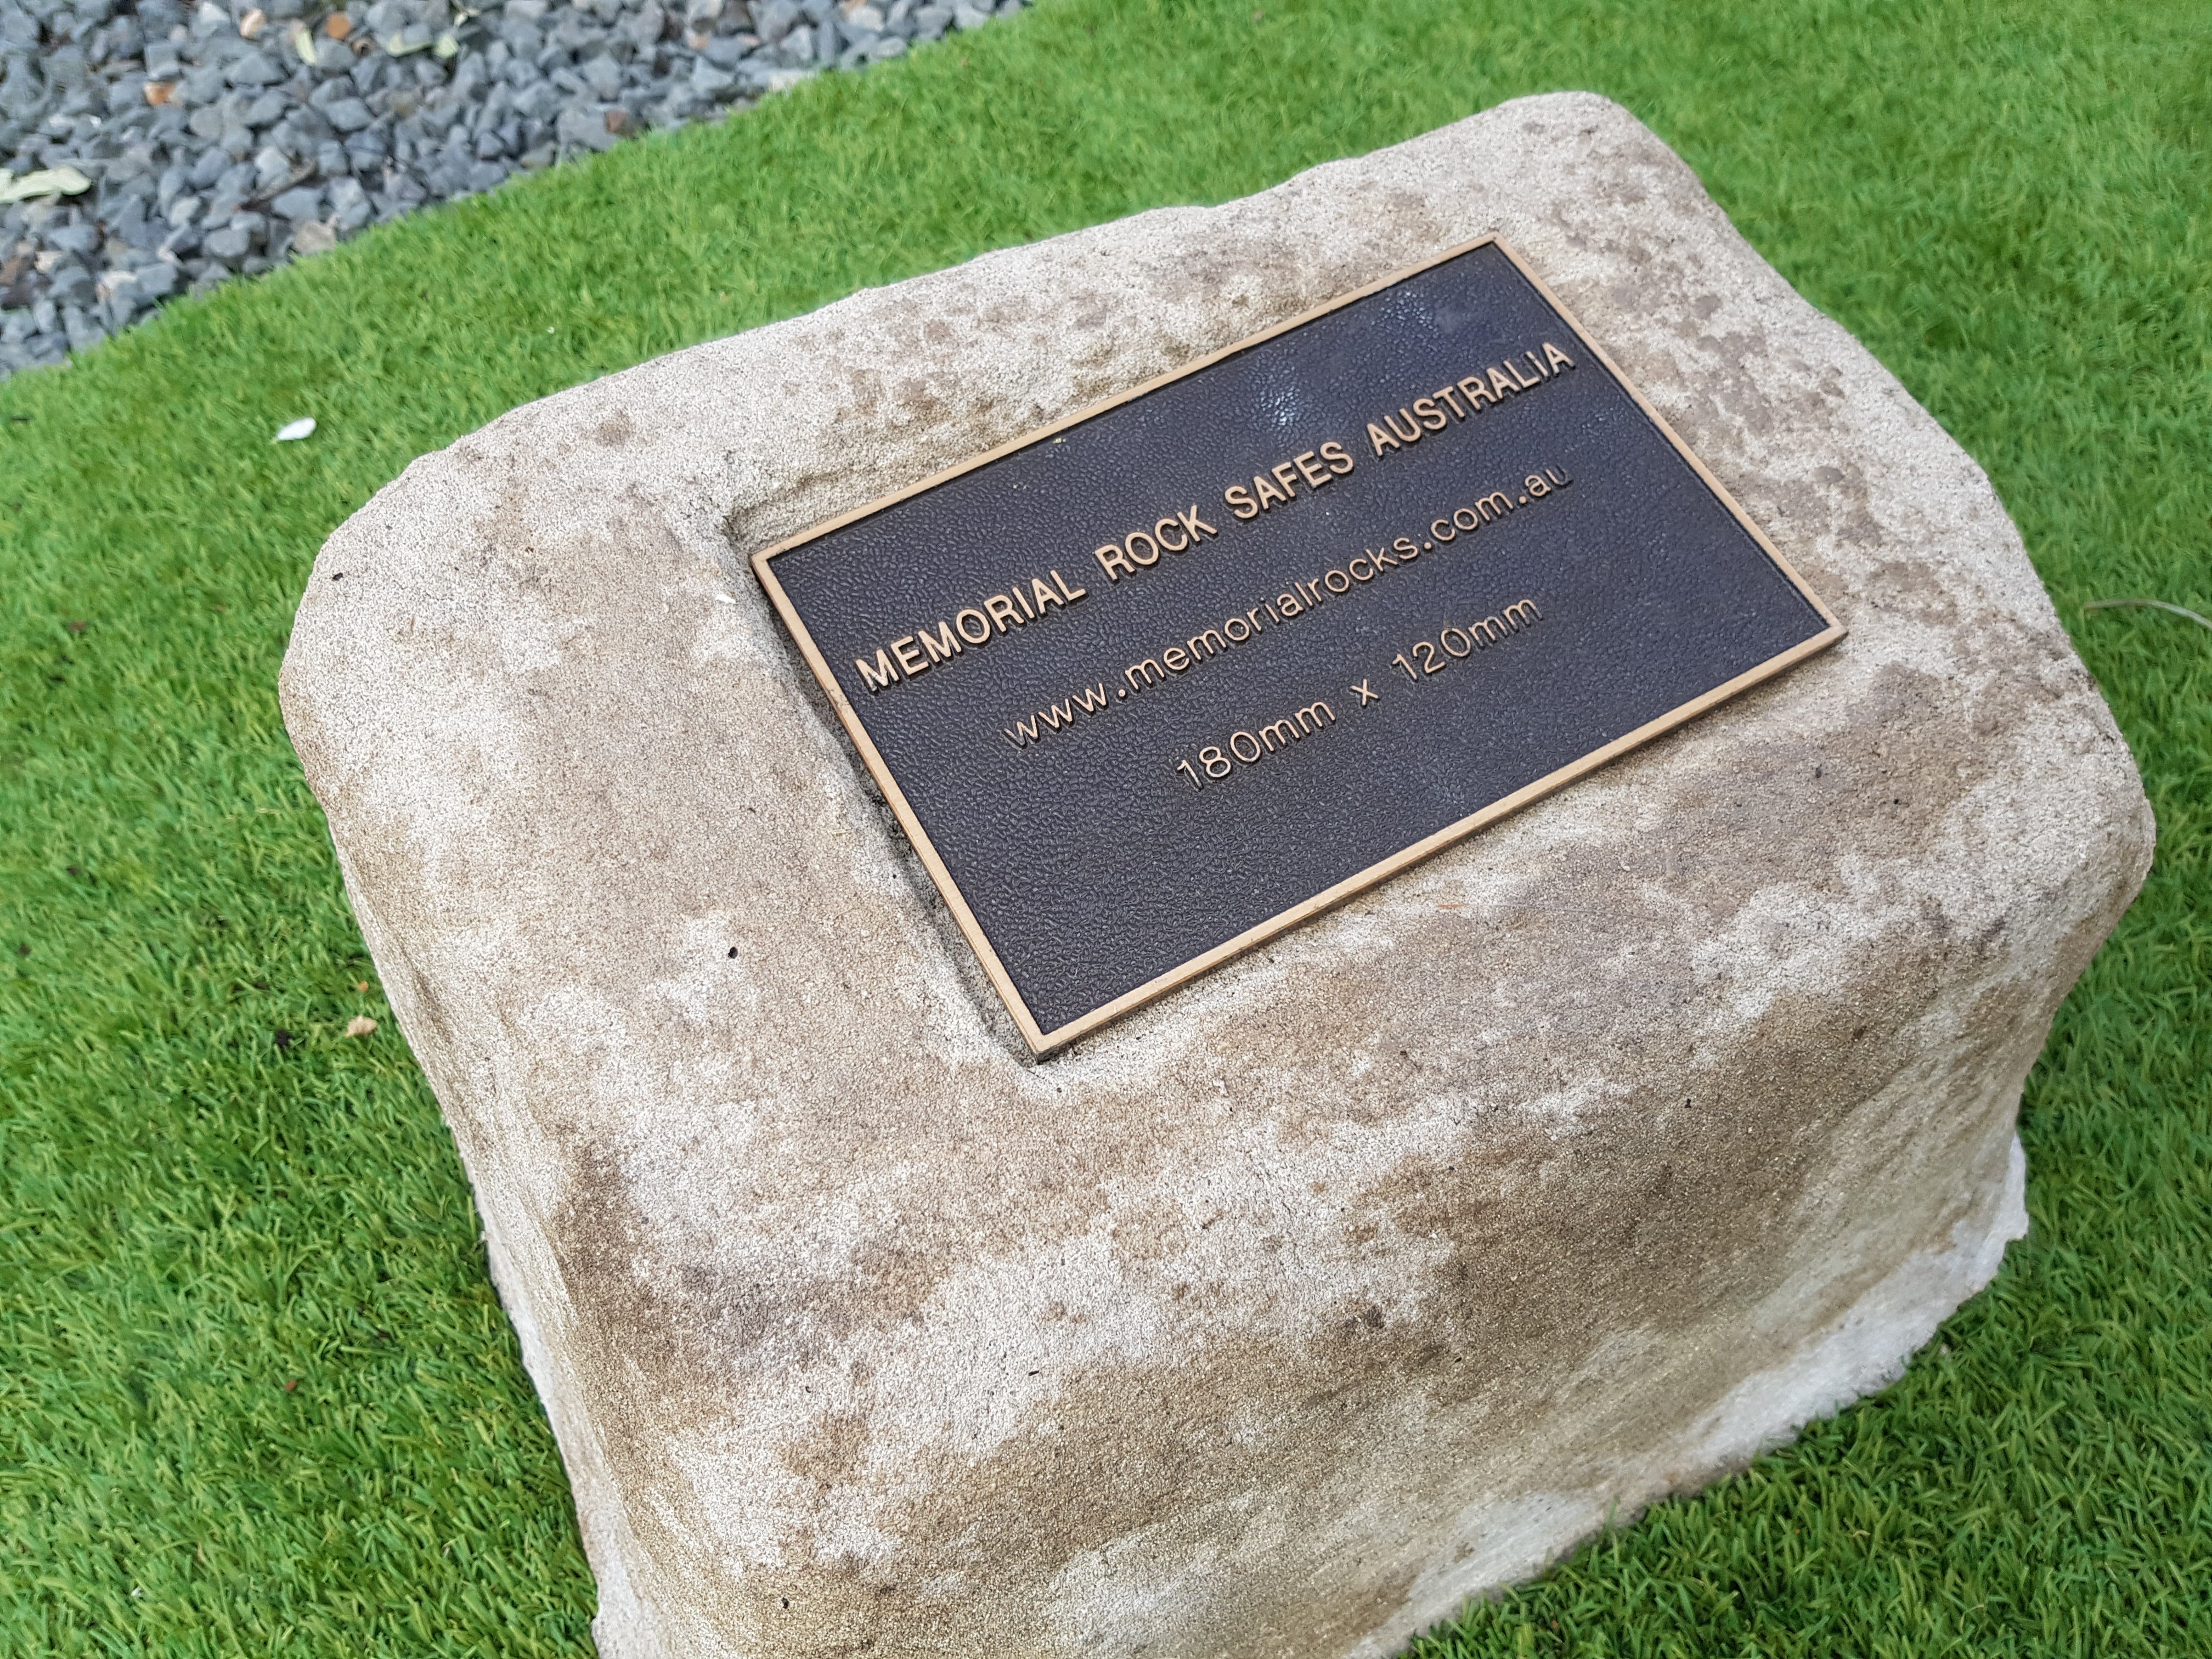 MEMORIAL ROCK SAFES AUSTRALIA
www.memorialrocks.com.au
180mm x 120mm